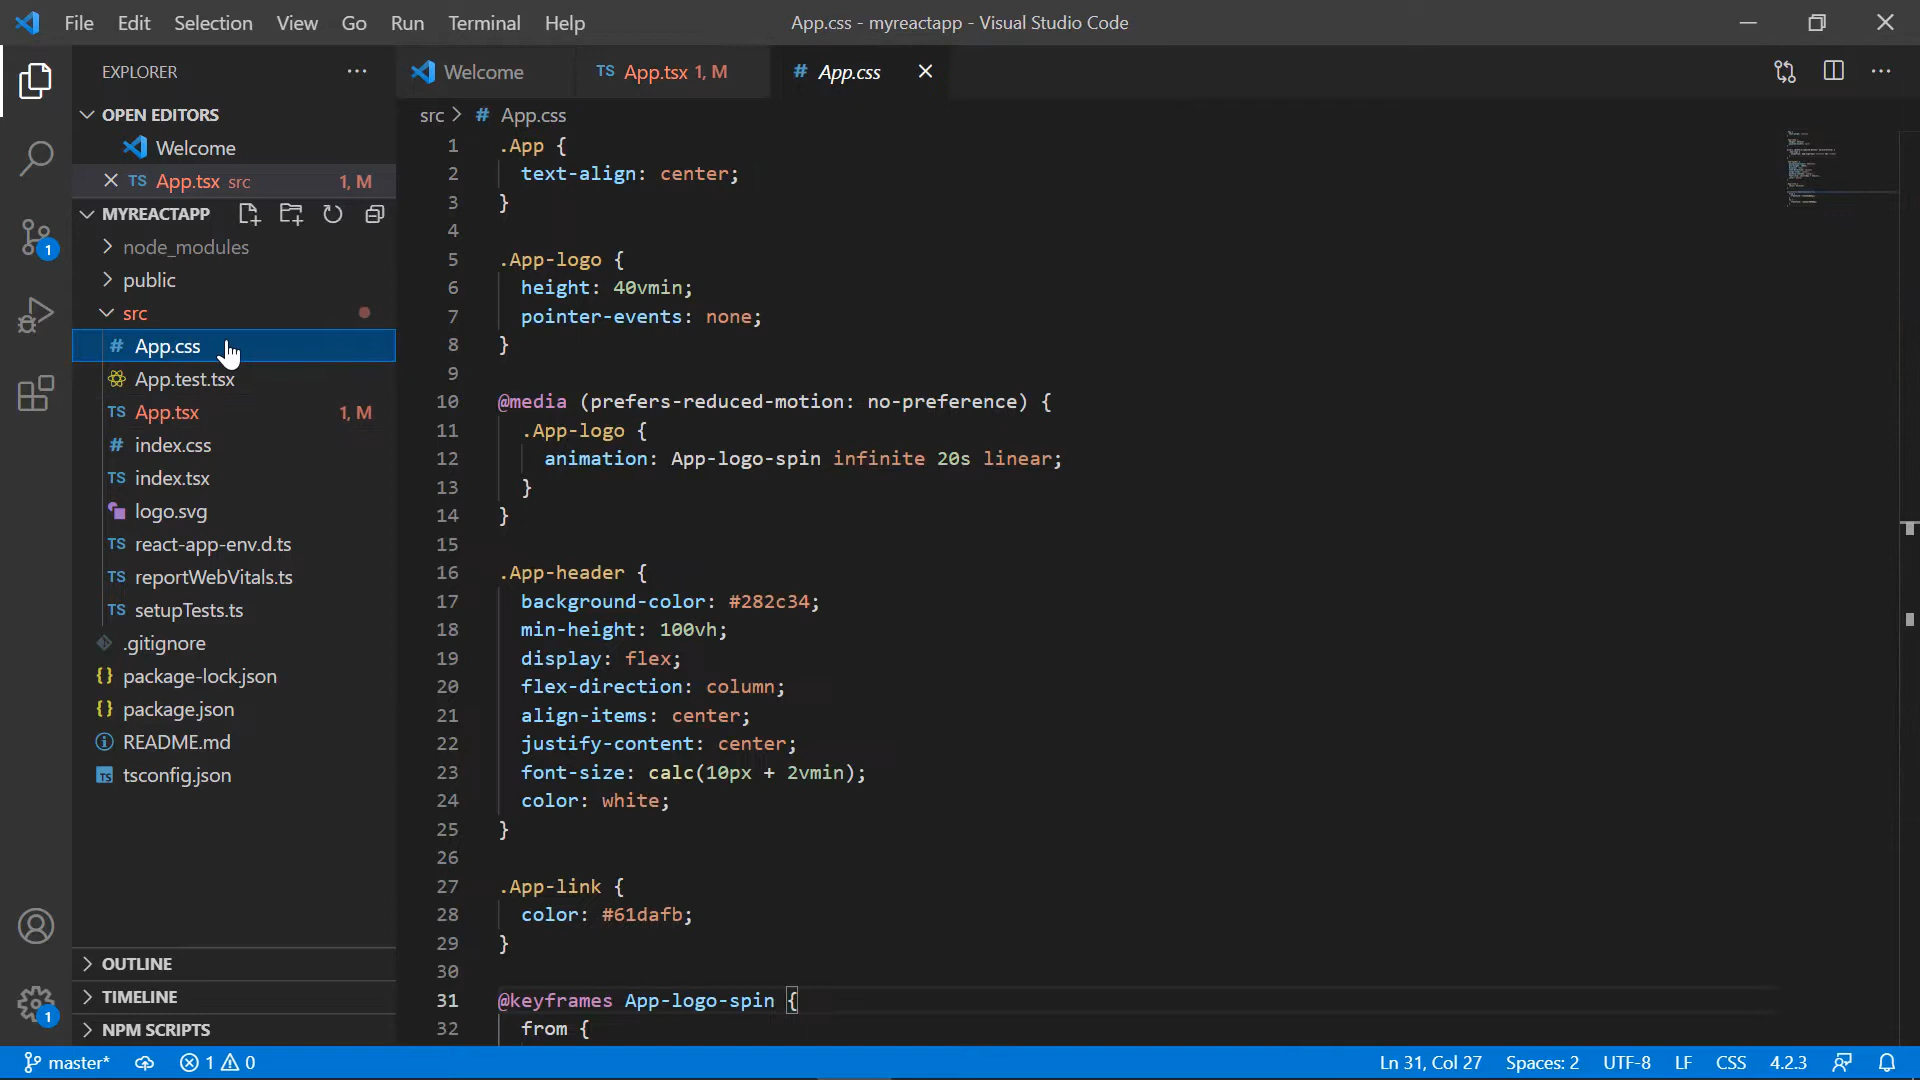 File Edit Selection View Go Run Terminal Help
App.css - myreactapp - Visual Studio Code
EXPLORER
OPEN EDITORS
Welcome
TS App.tsx src 1, M
MYREACTAPP
node_modules
public
src
# App.css
App.test.tsx
TS App.tsx 1, M
# index.css
TS index.tsx
logo.svg
TS react-app-env.d.ts
TS reportWebVitals.ts
TS setupTests.ts
.gitignore
{} package-lock.json
{} package.json
README.md
TS tsconfig.json
OUTLINE
TIMELINE
NPM SCRIPTS
1
1
Welcome TS App.tsx 1, M # App.css
src > # App.css
1 .App {
2 text-align: center;
3 }
4
5 .App-logo {
6 height: 40vmin;
7 pointer-events: none;
8 }
9
10 @media (prefers-reduced-motion: no-preference) {
11 .App-logo {
12 animation: App-logo-spin infinite 20s linear;
13 }
14 }
15
16 .App-header {
17 background-color: #282c34;
18 min-height: 100vh;
19 display: flex;
20 flex-direction: column;
21 align-items: center;
22 justify-content: center;
23 font-size: calc(10px + 2vmin);
24 color: white;
25 }
26
27 .App-link {
28 color: #61dafb;
29 }
30
31 @keyframes App-logo-spin {
32 from {
master* 1 0 Ln 31, Col 27 Spaces: 2 UTF-8 LF CSS 4.2.3